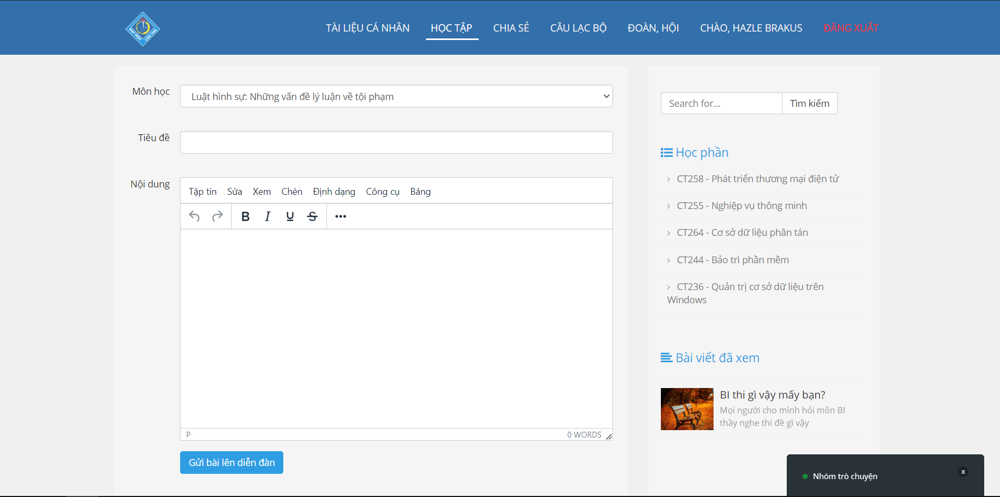 ĐẠI HỌC CẦN THƠ
TÀI LIỆU CÁ NHÂN
HỌC TẬP
CHIA SẺ
CÂU LẠC BỘ
ĐOÀN, HỘI
CHÀO, HAZLE BRAKUS
ĐĂNG XUẤT
Môn học
Luật hình sự: Những vấn đề lý luận về tội phạm
Tiêu đề
Nội dung
Tập tin Sửa Xem Chèn Định dạng Công cụ Bảng
B I U S
P
0 WORDS
Gửi bài lên diễn đàn
Search for...
Tìm kiếm
Học phần
CT258 - Phát triển thương mại điện tử
CT255 - Nghiệp vụ thông minh
CT264 - Cơ sở dữ liệu phân tán
CT244 - Bảo trì phần mềm
CT236 - Quản trị cơ sở dữ liệu trên
Windows
Bài viết đã xem
BI thi gì vậy mấy bạn?
Mọi người cho mình hỏi môn BI
thầy nghe thi đề gì vậy
Nhóm trò chuyện
x